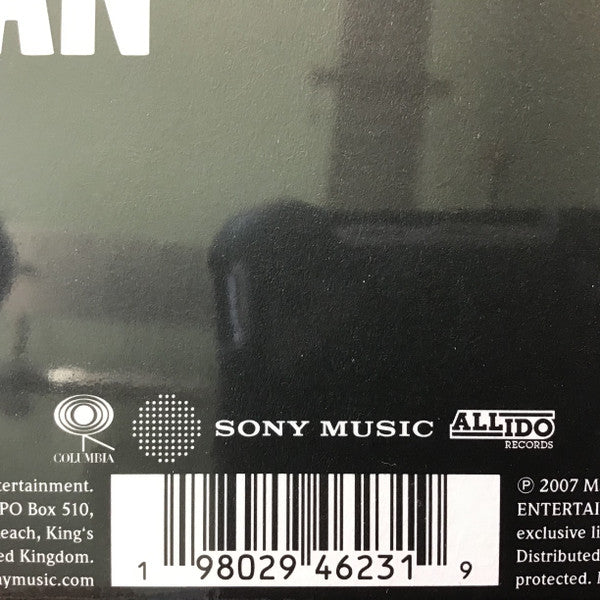 AN
COLUMBIA
SONY MUSIC
ALLIDO
RECORDS
tertainment.
PO Box 510,
each, King's
ed Kingdom.
nymusic.com
1 98029 46231 9
℗ 2007 M
ENTERTAI
exclusive li
Distributed
protected.